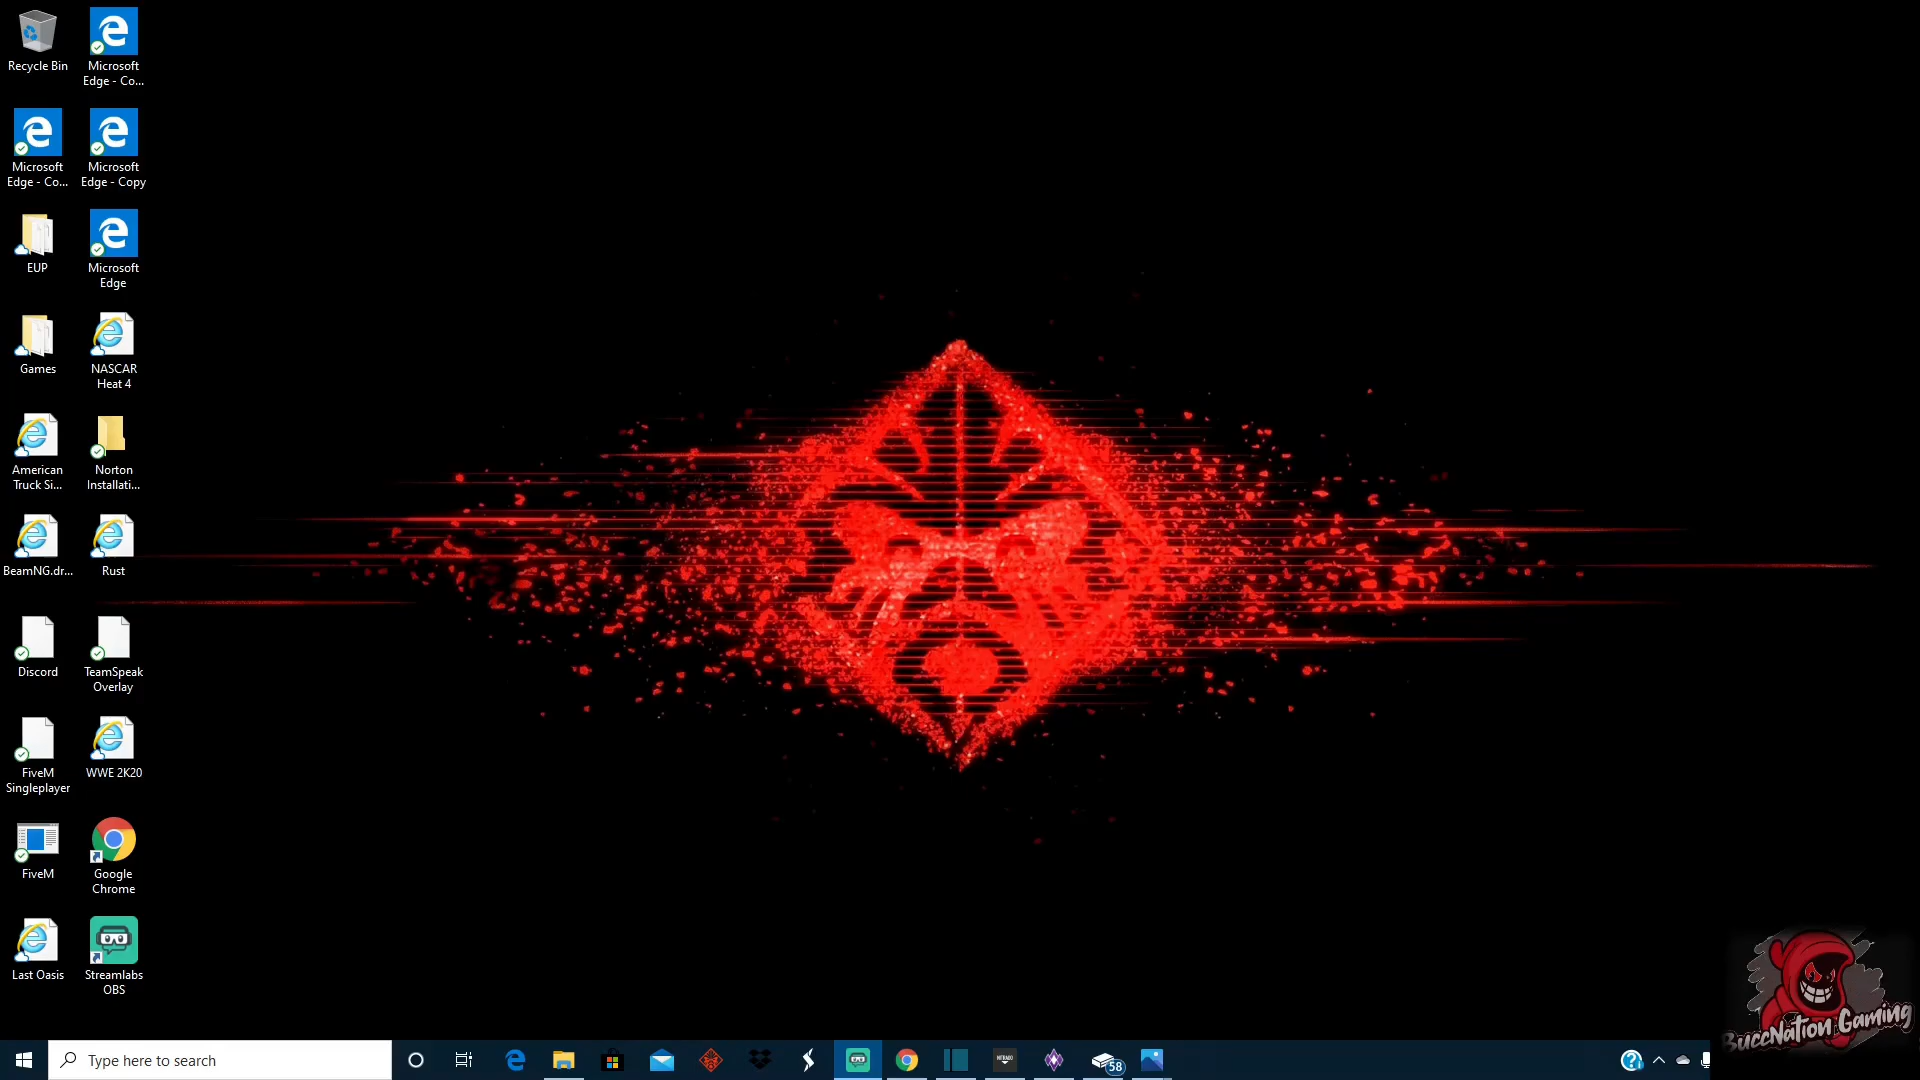 Recycle Bin
Microsoft
Edge - Co...
Microsoft
Edge - Co...
Microsoft
Edge - Copy
EUP
Microsoft
Edge
Games
NASCAR
Heat 4
American
Truck Si...
Norton
Installati...
BeamNG.dr...
Rust
Discord
TeamSpeak
Overlay
FiveM
Singleplayer
WWE 2K20
FiveM
Google
Chrome
Last Oasis
Streamlabs
OBS
BuccNation Gaming
Type here to search
NITRADO
58